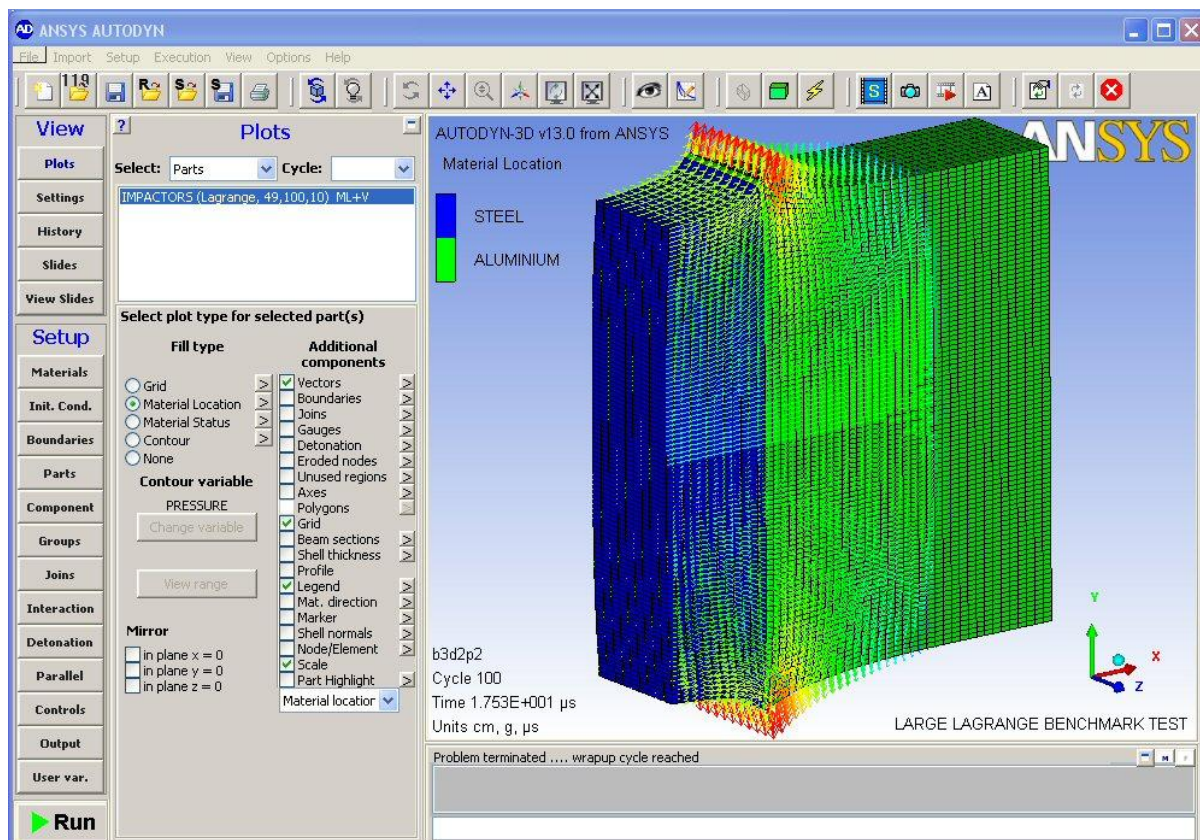 ANSYS AUTODYN
File Import Setup Execution View Options Help
11.0
R
S
S
S
A
View
Plots
Settings
History
Slides
View Slides
Setup
Materials
Init. Cond.
Boundaries
Parts
Component
Groups
Joins
Interaction
Detonation
Parallel
Controls
Output
User var.
Run
?
Plots
Select: Parts Cycle:
IMPACTORS (Lagrange, 49,100,10) ML+V
Select plot type for selected part(s)
Fill type
Grid
Material Location
Material Status
Contour
None
Contour variable
PRESSURE
Change variable
View range
Mirror
in plane x = 0
in plane y = 0
in plane z = 0
Additional
components
Vectors
Boundaries
Joins
Gauges
Detonation
Eroded nodes
Unused regions
Axes
Polygons
Grid
Beam sections
Shell thickness
Profile
Legend
Mat. direction
Marker
Shell normals
Node/Element
Scale
Part Highlight
Material location
AUTODYN-3D v13.0 from ANSYS
Material Location
STEEL
ALUMINIUM
ANSYS
b3d2p2
Cycle 100
Time 1.753E+001 µs
Units cm, g, µs
Y
X
Z
LARGE LAGRANGE BENCHMARK TEST
Problem terminated .... wrapup cycle reached
M